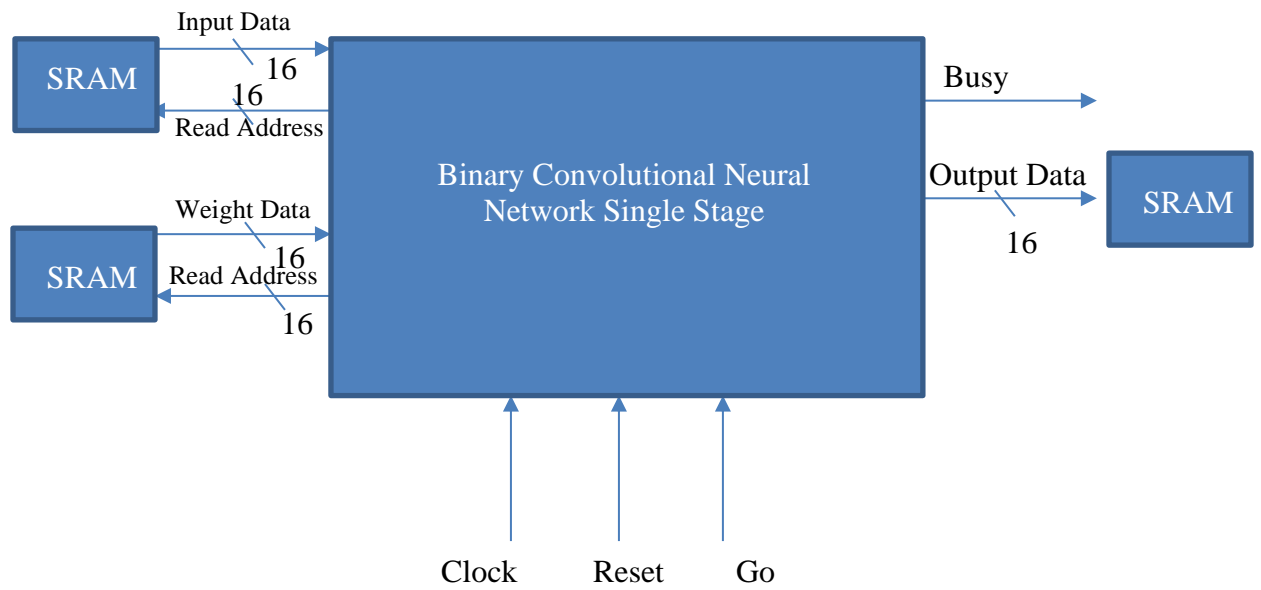 Input Data
16
SRAM
16
Read Address
Weight Data
16
SRAM
Read Address
16
Binary Convolutional Neural
Network Single Stage
Busy
Output Data
16
SRAM
Clock
Reset
Go